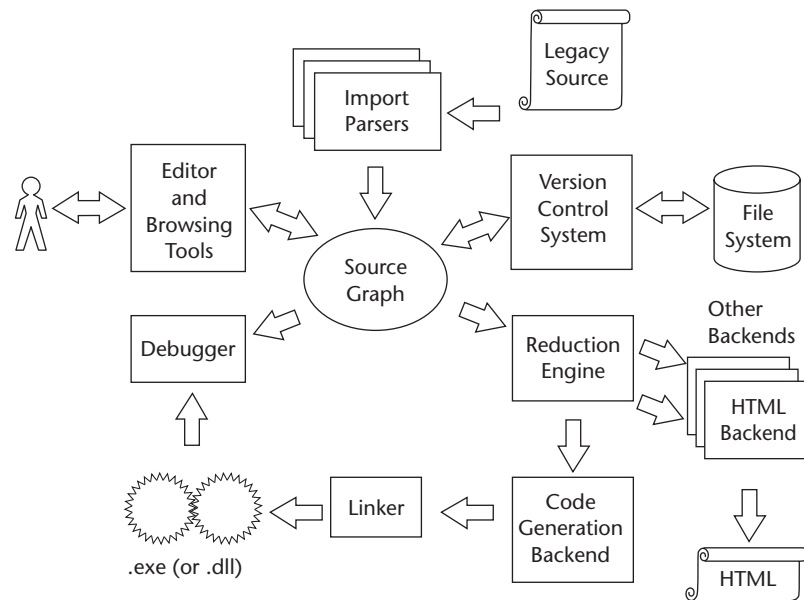 Legacy
Source
Import
Parsers
Editor
and
Browsing
Tools
Version
Control
System
File
System
Source
Graph
Other
Backends
Debugger
Reduction
Engine
HTML
Backend
Linker
Code
Generation
Backend
.exe (or .dll)
HTML